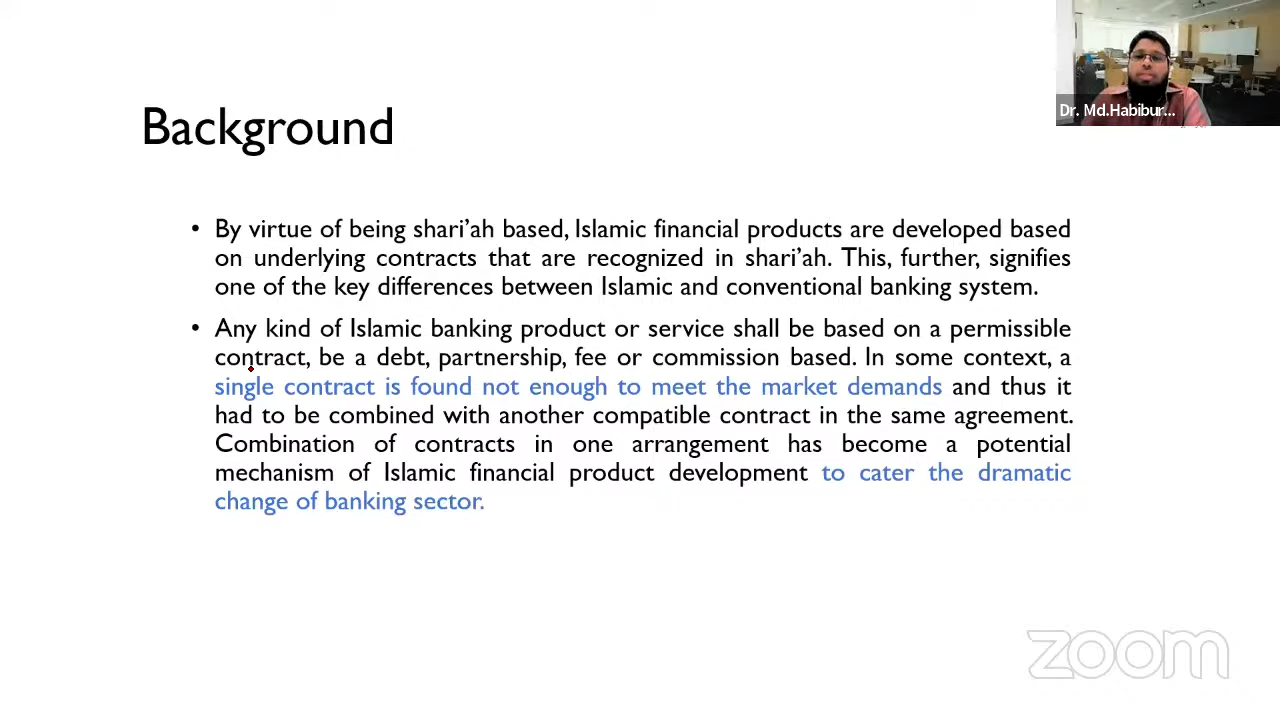 Dr. Md.Habibur...
Background
• By virtue of being shari’ah based, Islamic financial products are developed based
on underlying contracts that are recognized in shari’ah. This, further, signifies
one of the key differences between Islamic and conventional banking system.
• Any kind of Islamic banking product or service shall be based on a permissible
contract, be a debt, partnership, fee or commission based. In some context, a
single contract is found not enough to meet the market demands and thus it
had to be combined with another compatible contract in the same agreement.
Combination of contracts in one arrangement has become a potential
mechanism of Islamic financial product development to cater the dramatic
change of banking sector.
zoom